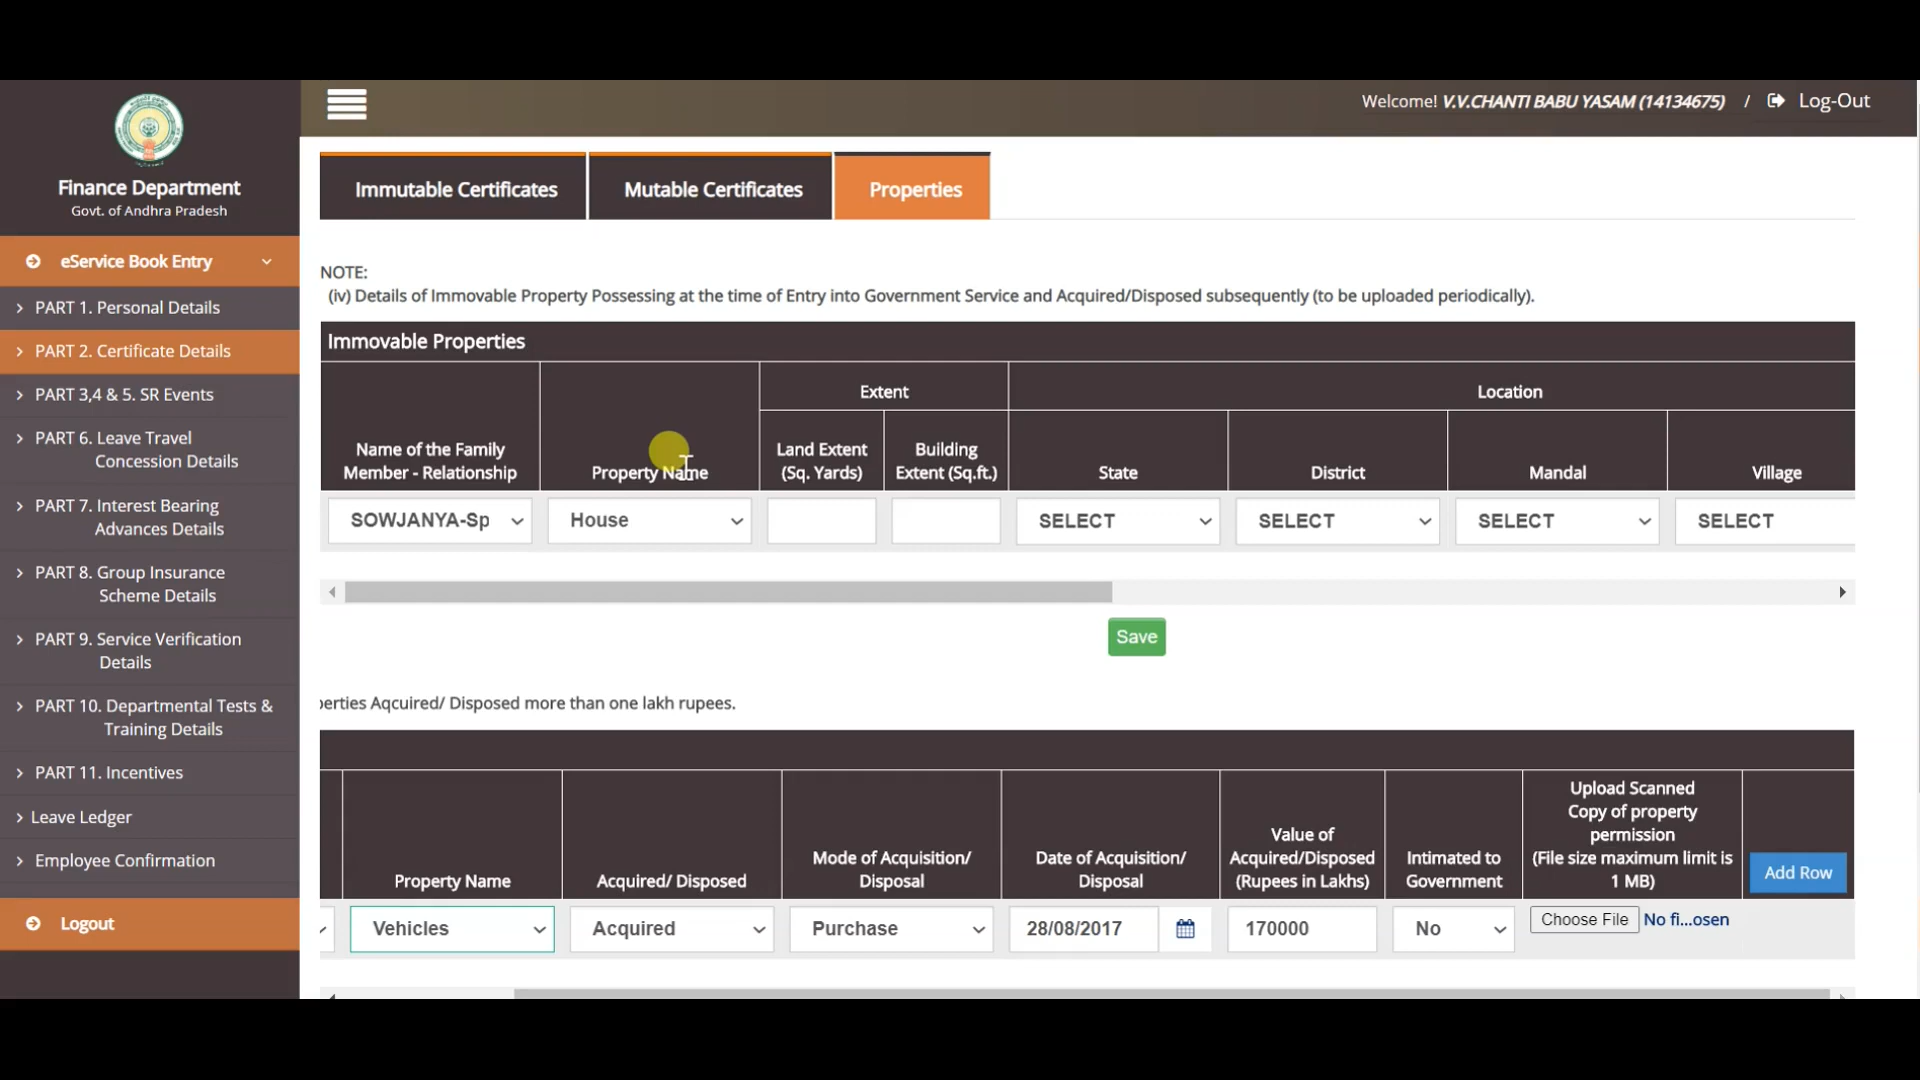 Finance Department
Govt. of Andhra Pradesh
eService Book Entry
PART 1. Personal Details
PART 2. Certificate Details
PART 3,4 & 5. SR Events
PART 6. Leave Travel
Concession Details
PART 7. Interest Bearing
Advances Details
PART 8. Group Insurance
Scheme Details
PART 9. Service Verification
Details
PART 10. Departmental Tests &
Training Details
PART 11. Incentives
Leave Ledger
Employee Confirmation
Logout
Welcome! V.V.CHANTI BABU YASAM (14134675) / Log-Out
Immutable Certificates
Mutable Certificates
Properties
NOTE:
(iv) Details of Immovable Property Possessing at the time of Entry into Government Service and Acquired/Disposed subsequently (to be uploaded periodically).
Immovable Properties
Extent
Location
Name of the Family
Member - Relationship
Property Name
Land Extent
(Sq. Yards)
Building
Extent (Sq.ft.)
State
District
Mandal
Village
SOWJANYA-Sp
House
SELECT
SELECT
SELECT
SELECT
Save
perties Aqcuired/ Disposed more than one lakh rupees.
Property Name
Acquired/ Disposed
Mode of Acquisition/
Disposal
Date of Acquisition/
Disposal
Value of
Acquired/Disposed
(Rupees in Lakhs)
Intimated to
Government
Upload Scanned
Copy of property
permission
(File size maximum limit is
1 MB)
Add Row
Vehicles
Acquired
Purchase
28/08/2017
170000
No
Choose File No fi...osen